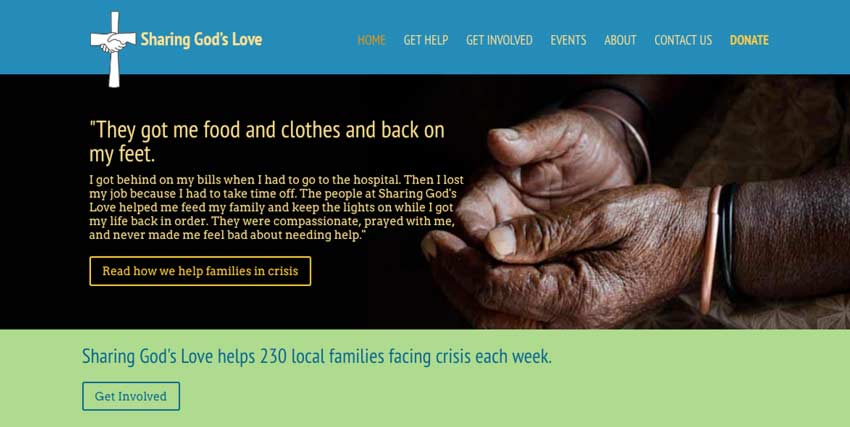 Sharing God's Love
HOME GET HELP GET INVOLVED EVENTS ABOUT CONTACT US DONATE
"They got me food and clothes and back on
my feet.
I got behind on my bills when I had to go to the hospital. Then I lost
my job because I had to take time off. The people at Sharing God's
Love helped me feed my family and keep the lights on while I got
my life back in order. They were compassionate, prayed with me,
and never made me feel bad about needing help."
Read how we help families in crisis
Sharing God's Love helps 230 local families facing crisis each week.
Get Involved